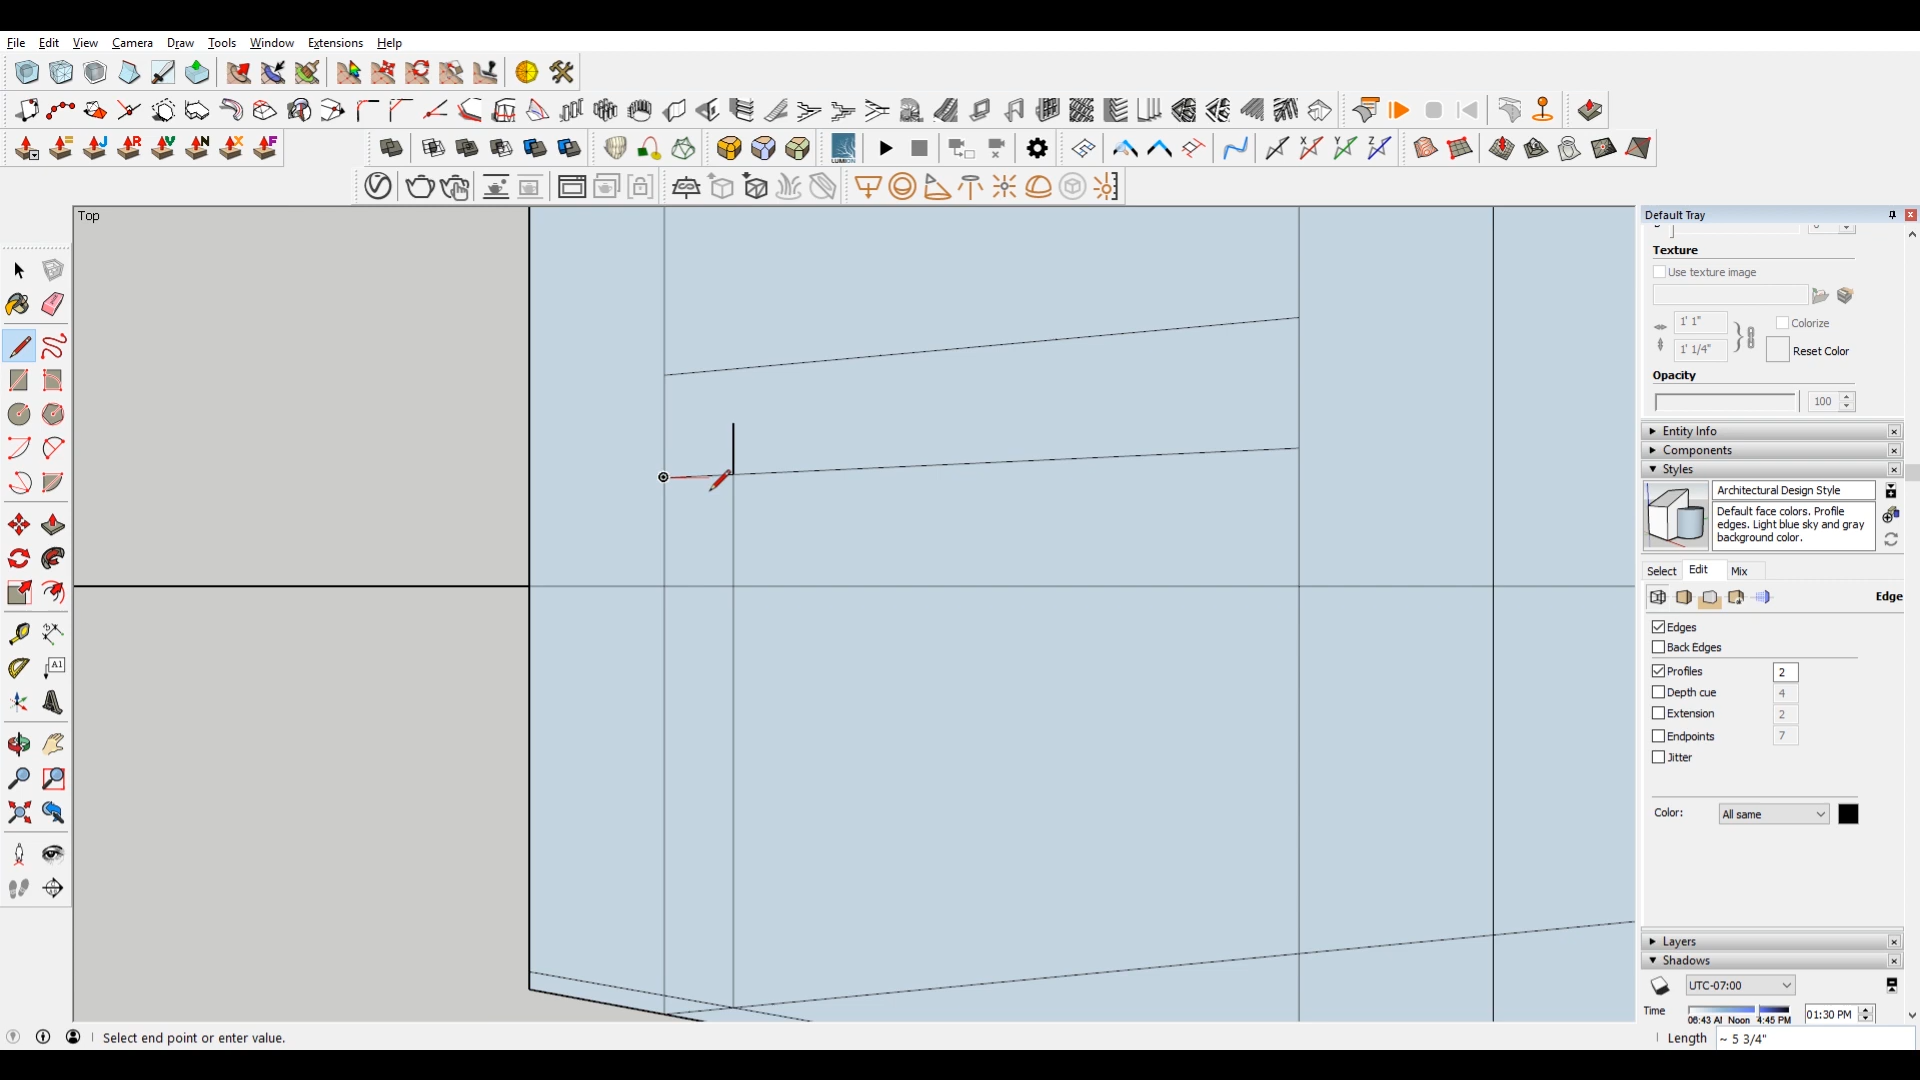 File Edit View Camera Draw Tools Window Extensions Help
LUMION
Top
Default Tray
Texture
Use texture image
1' 1"
Colorize
1' 1/4"
Reset Color
Opacity
100
Entity Info
Components
Styles
Architectural Design Style
Default face colors. Profile
edges. Light blue sky and gray
background color.
Select Edit Mix
Edge
Edges
Back Edges
Profiles 2
Depth cue 4
Extension 2
Endpoints 7
Jitter
Color: All same
Layers
Shadows
UTC-07:00
Time 06:43 AI Noon 4:45 PM 01:30 PM
Select end point or enter value.
Length ~ 5 3/4"